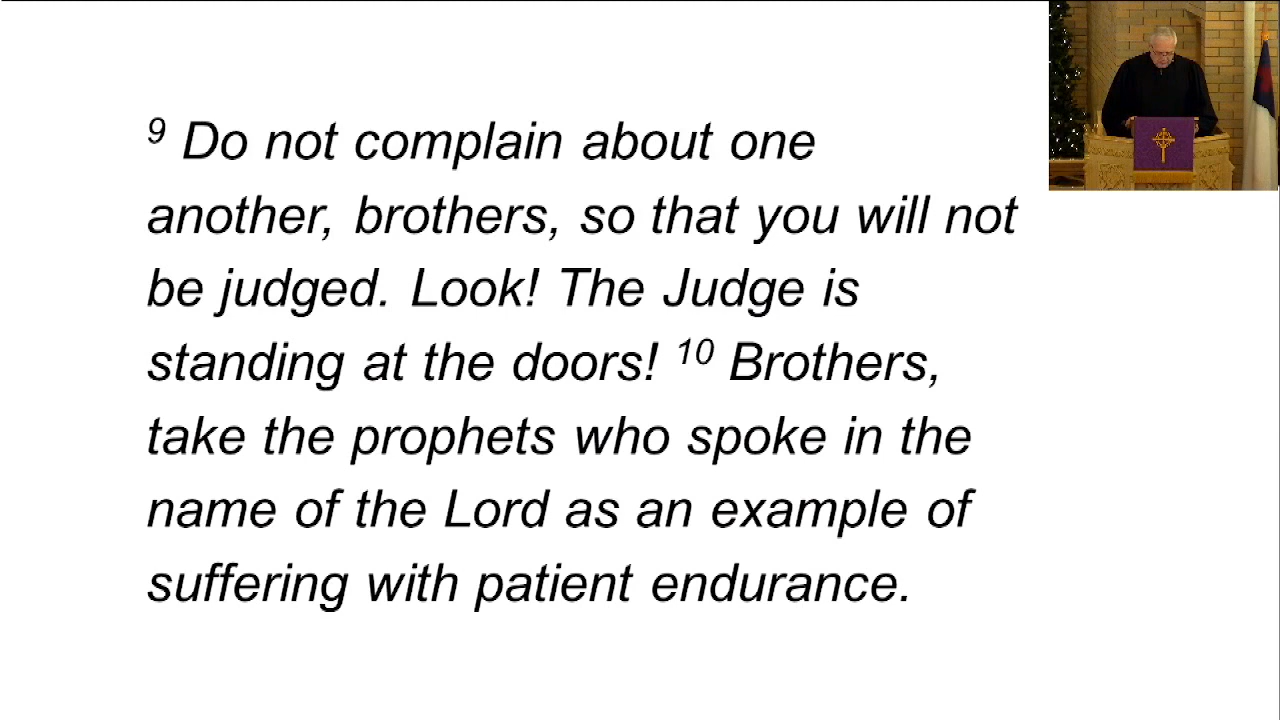 9 Do not complain about one
another, brothers, so that you will not
be judged. Look! The Judge is
standing at the doors! 10 Brothers,
take the prophets who spoke in the
name of the Lord as an example of
suffering with patient endurance.